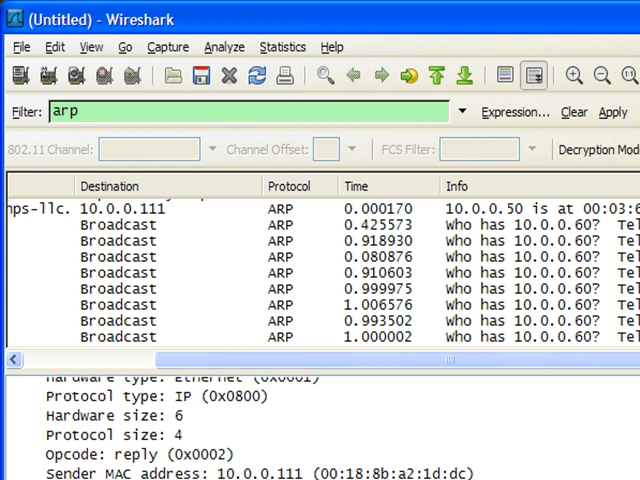 (Untitled) - Wireshark
File Edit View Go Capture Analyze Statistics Help
Filter: arp Expression... Clear Apply
802.11 Channel: Channel Offset: FCS Filter: Decryption Mod
Destination Protocol Time Info
nps-llc. 10.0.0.111 ARP 0.000170 10.0.0.50 is at 00:03:6
Broadcast ARP 0.425573 Who has 10.0.0.60? Tel
Broadcast ARP 0.918930 Who has 10.0.0.60? Tel
Broadcast ARP 0.080876 Who has 10.0.0.60? Tel
Broadcast ARP 0.910603 Who has 10.0.0.60? Tel
Broadcast ARP 0.999975 Who has 10.0.0.60? Tel
Broadcast ARP 1.006576 Who has 10.0.0.60? Tel
Broadcast ARP 0.993502 Who has 10.0.0.60? Tel
Broadcast ARP 1.000002 Who has 10.0.0.60? Tel
Hardware type: Ethernet (0x0001)
Protocol type: IP (0x0800)
Hardware size: 6
Protocol size: 4
Opcode: reply (0x0002)
Sender MAC address: 10.0.0.111 (00:18:8b:a2:1d:dc)